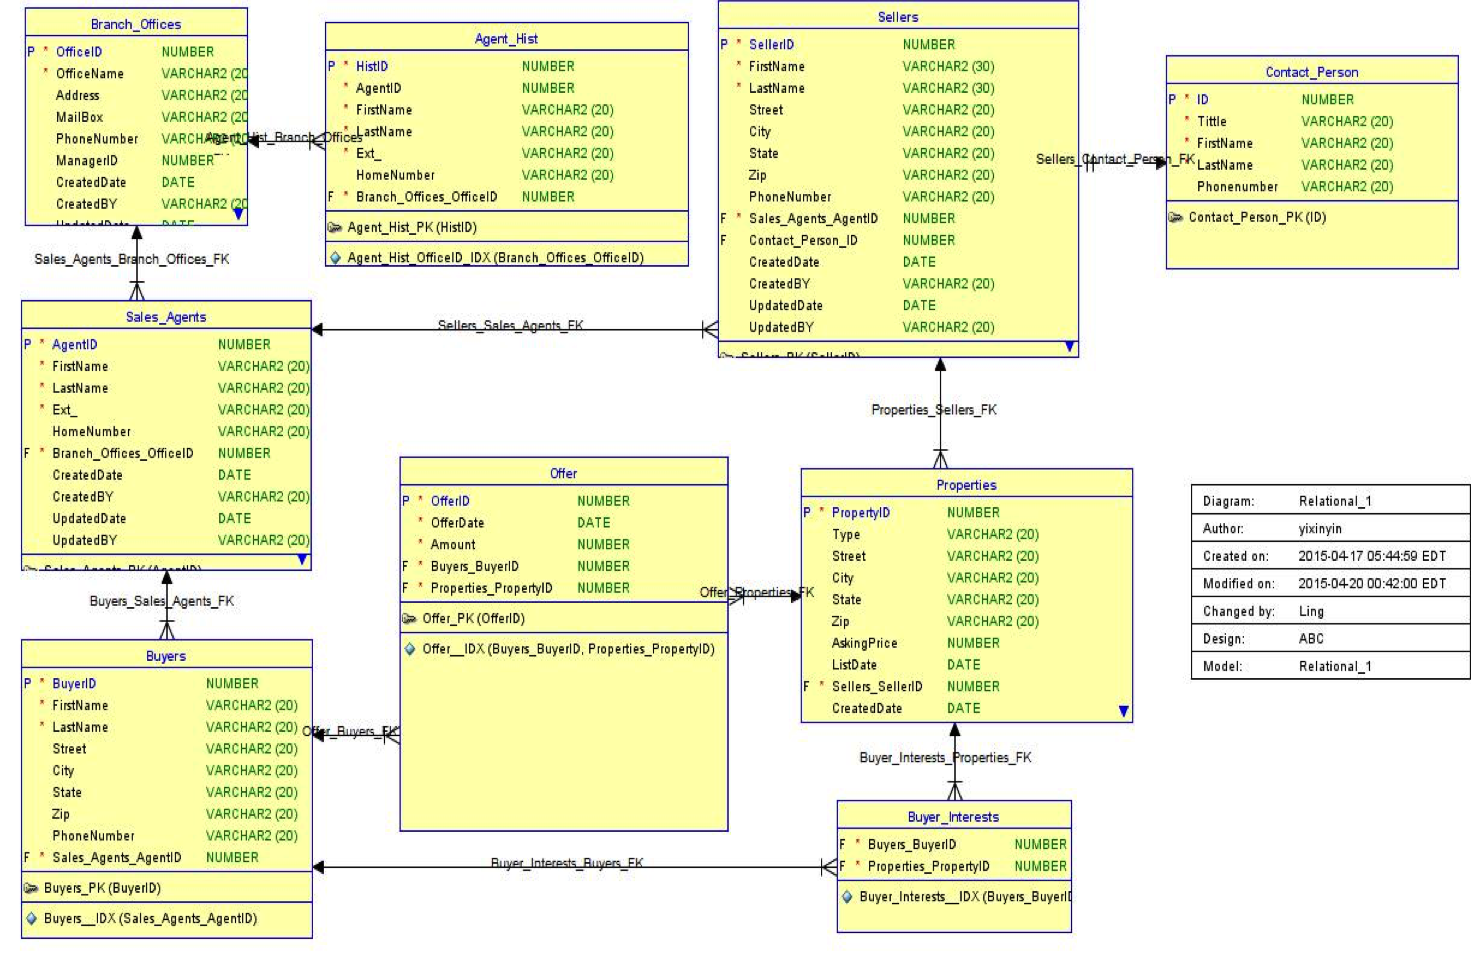 Branch_Offices
P * OfficeID NUMBER
* OfficeName VARCHAR2 (20
Address VARCHAR2 (20
MailBox VARCHAR2 (20
PhoneNumber
ManagerID NUMBER
CreatedDate DATE
CreatedBY VARCHAR2 (20
UpdatedDate DATE
Agent_Hist_Branch_Offices
Agent_Hist
P * HistID NUMBER
* AgentID NUMBER
* FirstName VARCHAR2 (20)
* LastName VARCHAR2 (20)
* Ext_ VARCHAR2 (20)
HomeNumber VARCHAR2 (20)
F * Branch_Offices_OfficeID NUMBER
Agent_Hist_PK (HistID)
Agent_Hist_OfficeID_IDX (Branch_Offices_OfficeID)
Sellers
P * SellerID NUMBER
* FirstName VARCHAR2 (30)
* LastName VARCHAR2 (30)
Street VARCHAR2 (20)
City VARCHAR2 (20)
State VARCHAR2 (20)
Zip VARCHAR2 (20)
PhoneNumber VARCHAR2 (20)
F * Sales_Agents_AgentID NUMBER
F Contact_Person_ID NUMBER
CreatedDate DATE
CreatedBY VARCHAR2 (20)
UpdatedDate DATE
UpdatedBY VARCHAR2 (20)
Sellers_PK (SellerID)
Sellers_Contact_Person_FK
Contact_Person
P * ID NUMBER
* Tittle VARCHAR2 (20)
* FirstName VARCHAR2 (20)
* LastName VARCHAR2 (20)
Phonenumber VARCHAR2 (20)
Contact_Person_PK (ID)
Sales_Agents_Branch_Offices_FK
Sales_Agents
P * AgentID NUMBER
* FirstName VARCHAR2 (20)
* LastName VARCHAR2 (20)
* Ext_ VARCHAR2 (20)
HomeNumber VARCHAR2 (20)
F * Branch_Offices_OfficeID NUMBER
CreatedDate DATE
CreatedBY VARCHAR2 (20)
UpdatedDate DATE
UpdatedBY VARCHAR2 (20)
Sales_Agents_PK (AgentID)
Sellers_Sales_Agents_FK
Properties_Sellers_FK
Offer
P * OfferID NUMBER
* OfferDate DATE
* Amount NUMBER
F * Buyers_BuyerID NUMBER
F * Properties_PropertyID NUMBER
Offer_PK (OfferID)
Offer__IDX (Buyers_BuyerID, Properties_PropertyID)
Offer_Properties_FK
Properties
P * PropertyID NUMBER
Type VARCHAR2 (20)
Street VARCHAR2 (20)
City VARCHAR2 (20)
State VARCHAR2 (20)
Zip VARCHAR2 (20)
AskingPrice NUMBER
ListDate DATE
F * Sellers_SellerID NUMBER
CreatedDate DATE
Diagram: Relational_1
Author: yixinyin
Created on: 2015-04-17 05:44:59 EDT
Modified on: 2015-04-20 00:42:00 EDT
Changed by: Ling
Design: ABC
Model: Relational_1
Buyers_Sales_Agents_FK
Buyers
P * BuyerID NUMBER
* FirstName VARCHAR2 (20)
* LastName VARCHAR2 (20)
Street VARCHAR2 (20)
City VARCHAR2 (20)
State VARCHAR2 (20)
Zip VARCHAR2 (20)
PhoneNumber VARCHAR2 (20)
F * Sales_Agents_AgentID NUMBER
Buyers_PK (BuyerID)
Buyers__IDX (Sales_Agents_AgentID)
Offer_Buyers_FK
Buyer_Interests_Properties_FK
Buyer_Interests_Buyers_FK
Buyer_Interests
F * Buyers_BuyerID NUMBER
F * Properties_PropertyID NUMBER
Buyer_Interests__IDX (Buyers_BuyerID